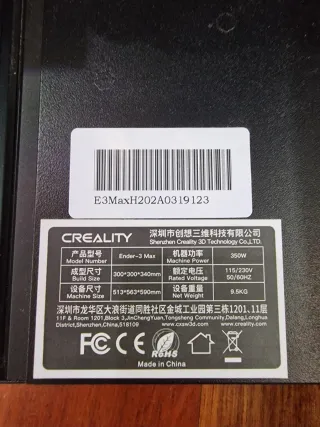 E3MaxH202A0319123
CREALITY 深圳市创想三维科技有限公司
Shenzhen Creality 3D Technology Co,.LTD.
产品型号 Ender-3 Max 机器功率 350W
Model Number Machine Power
成型尺寸 300*300*340mm 额定电压 115/230V
Build Size Rated Voltage 50/60HZ
设备尺寸 513*563*590mm 设备重量 9.5KG
Machine Size Net Weight
深圳市龙华区大浪街道同胜社区金城工业园第三栋1201、11层
11F & Room 1201,Block 3,JinChengYuan,Tongsheng Community,Dalang,Longhua
District,Shenzhen,China,518109 www.cxsw3d.com www.creality.com
FC CE RoHS
Made in China